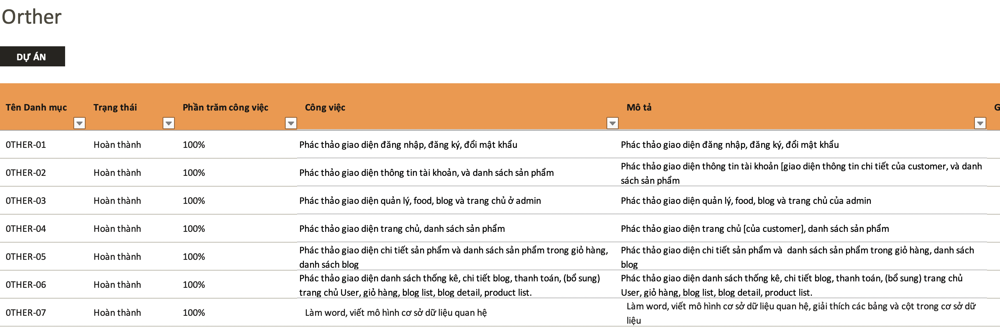 Orther
DỰ ÁN
Tên Danh mục Trạng thái Phần trăm công việc Công việc Mô tả G
0THER-01 Hoàn thành 100% Phác thảo giao diện đăng nhập, đăng ký, đổi mật khẩu Phác thảo giao diện đăng nhập, đăng ký, đổi mật khẩu
0THER-02 Hoàn thành 100% Phác thảo giao diện thông tin tài khoản, và danh sách sản phẩm Phác thảo giao diện thông tin tài khoản [giao diện thông tin chi tiết của customer, và danh
sách sản phẩm
0THER-03 Hoàn thành 100% Phác thảo giao diện quản lý, food, blog và trang chủ ở admin Phác thảo giao diện quản lý, food, blog và trang chủ của admin
0THER-04 Hoàn thành 100% Phác thảo giao diện trang chủ, danh sách sản phẩm Phác thảo giao diện trang chủ [của customer], danh sách sản phẩm
0THER-05 Hoàn thành 100% Phác thảo giao diện chi tiết sản phẩm và danh sách sản phẩm trong giỏ hàng,
danh sách blog
Phác thảo giao diện chi tiết sản phẩm và  danh sách sản phẩm trong giỏ hàng, danh sách
blog
0THER-06 Hoàn thành 100% Phác thảo giao diện danh sách thống kê, chi tiết blog, thanh toán, (bổ sung)
trang chủ User, giỏ hàng, blog list, blog detail, product list.
Phác thảo giao diện danh sách thống kê, chi tiết blog, thanh toán, (bổ sung) trang chủ
User, giỏ hàng, blog list, blog detail, product list.
0THER-07 Hoàn thành 100% Làm word, viết mô hình cơ sở dữ liệu quan hệ Làm word, viết mô hình cơ sở dữ liệu quan hệ, giải thích các bảng và cột trong cơ sở dữ
liệu